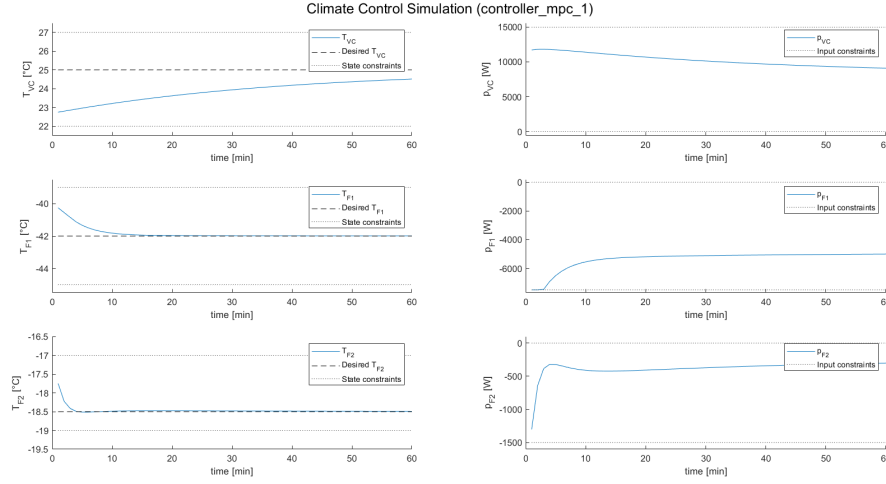 Climate Control Simulation (controller_mpc_1)
27
26
25
24
23
22
T_VC [°C]
0 10 20 30 40 50 60
time [min]
T_VC
Desired T_VC
State constraints
15000
10000
5000
0
p_VC [W]
0 10 20 30 40 50 60
time [min]
p_VC
Input constraints
-40
-42
-44
T_F1 [°C]
0 10 20 30 40 50 60
time [min]
T_F1
Desired T_F1
State constraints
0
-2000
-4000
-6000
p_F1 [W]
0 10 20 30 40 50 60
time [min]
p_F1
Input constraints
-16.5
-17
-17.5
-18
-18.5
-19
-19.5
T_F2 [°C]
0 10 20 30 40 50 60
time [min]
T_F2
Desired T_F2
State constraints
0
-500
-1000
-1500
p_F2 [W]
0 10 20 30 40 50 60
time [min]
p_F2
Input constraints